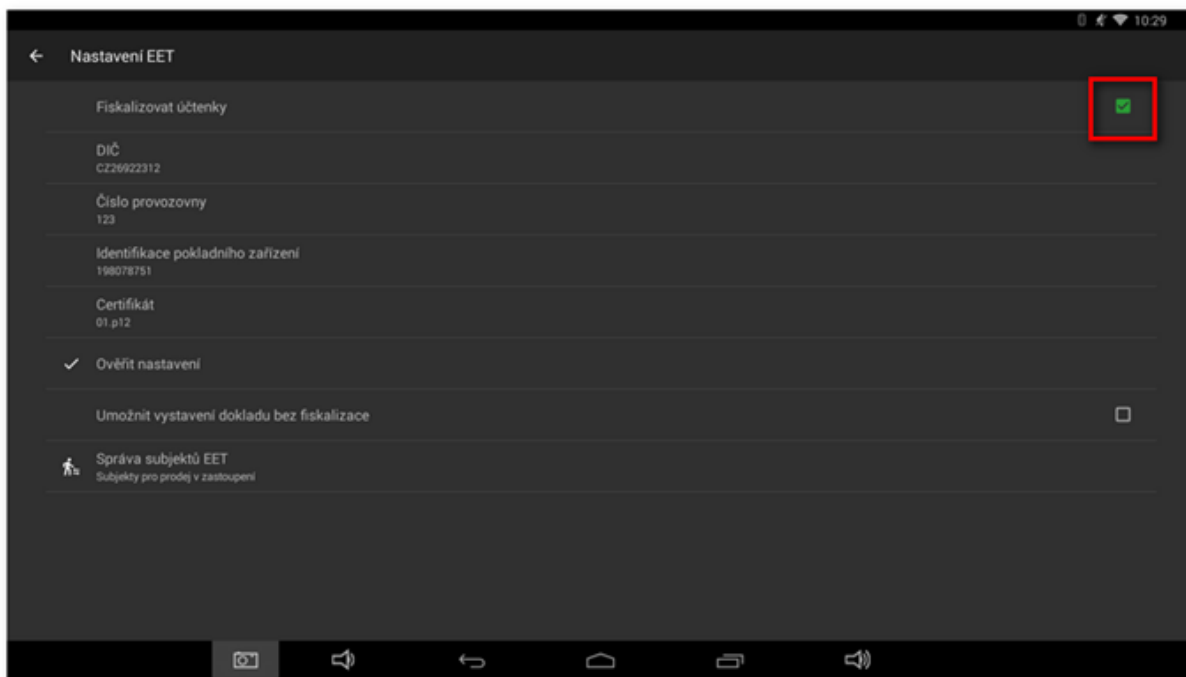 10:29
Nastavení EET
Fiskalizovat účtenky
DIČ
CZ26922312
Číslo provozovny
123
Identifikace pokladního zařízení
198078751
Certifikát
01.p12
Ověřit nastavení
Umožnit vystavení dokladu bez fiskalizace
Správa subjektů EET
Subjekty pro prodej v zastoupení